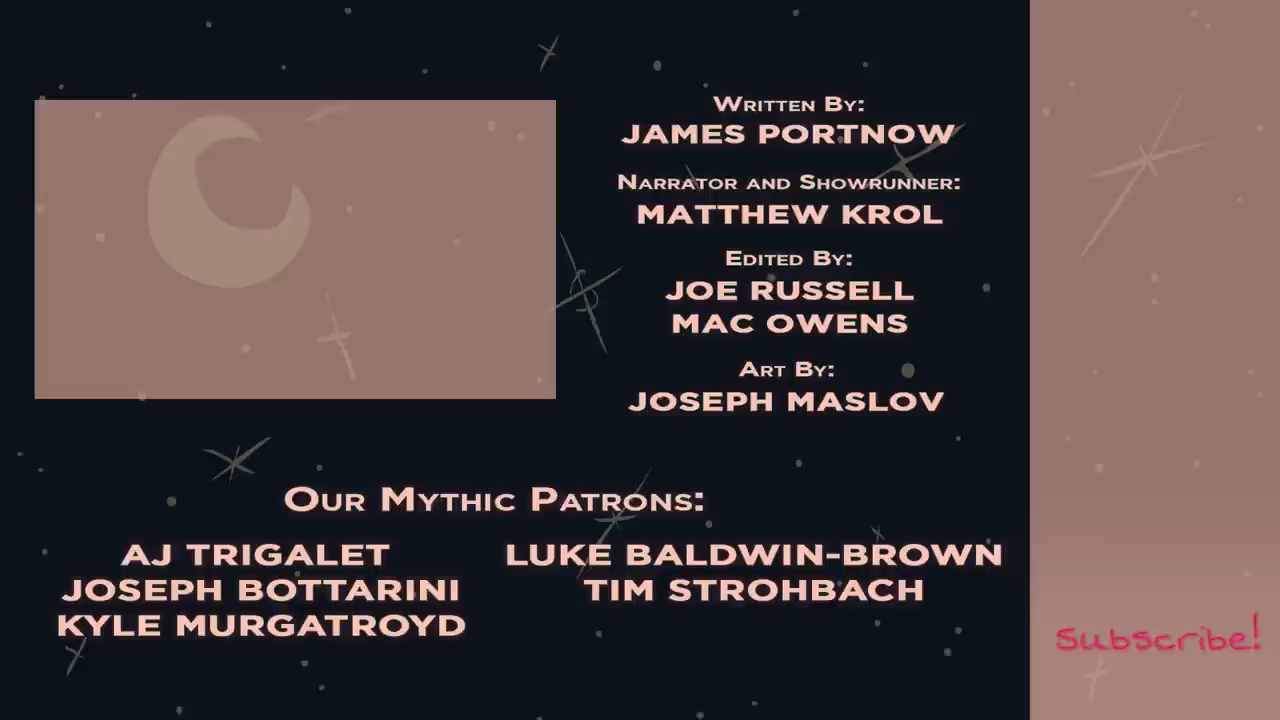 Written By:
JAMES PORTNOW
Narrator and Showrunner:
MATTHEW KROL
Edited By:
JOE RUSSELL
MAC OWENS
Art By:
JOSEPH MASLOV
Our Mythic Patrons:
AJ TRIGALET
JOSEPH BOTTARINI
KYLE MURGATROYD
LUKE BALDWIN-BROWN
TIM STROHBACH
Subscribe!